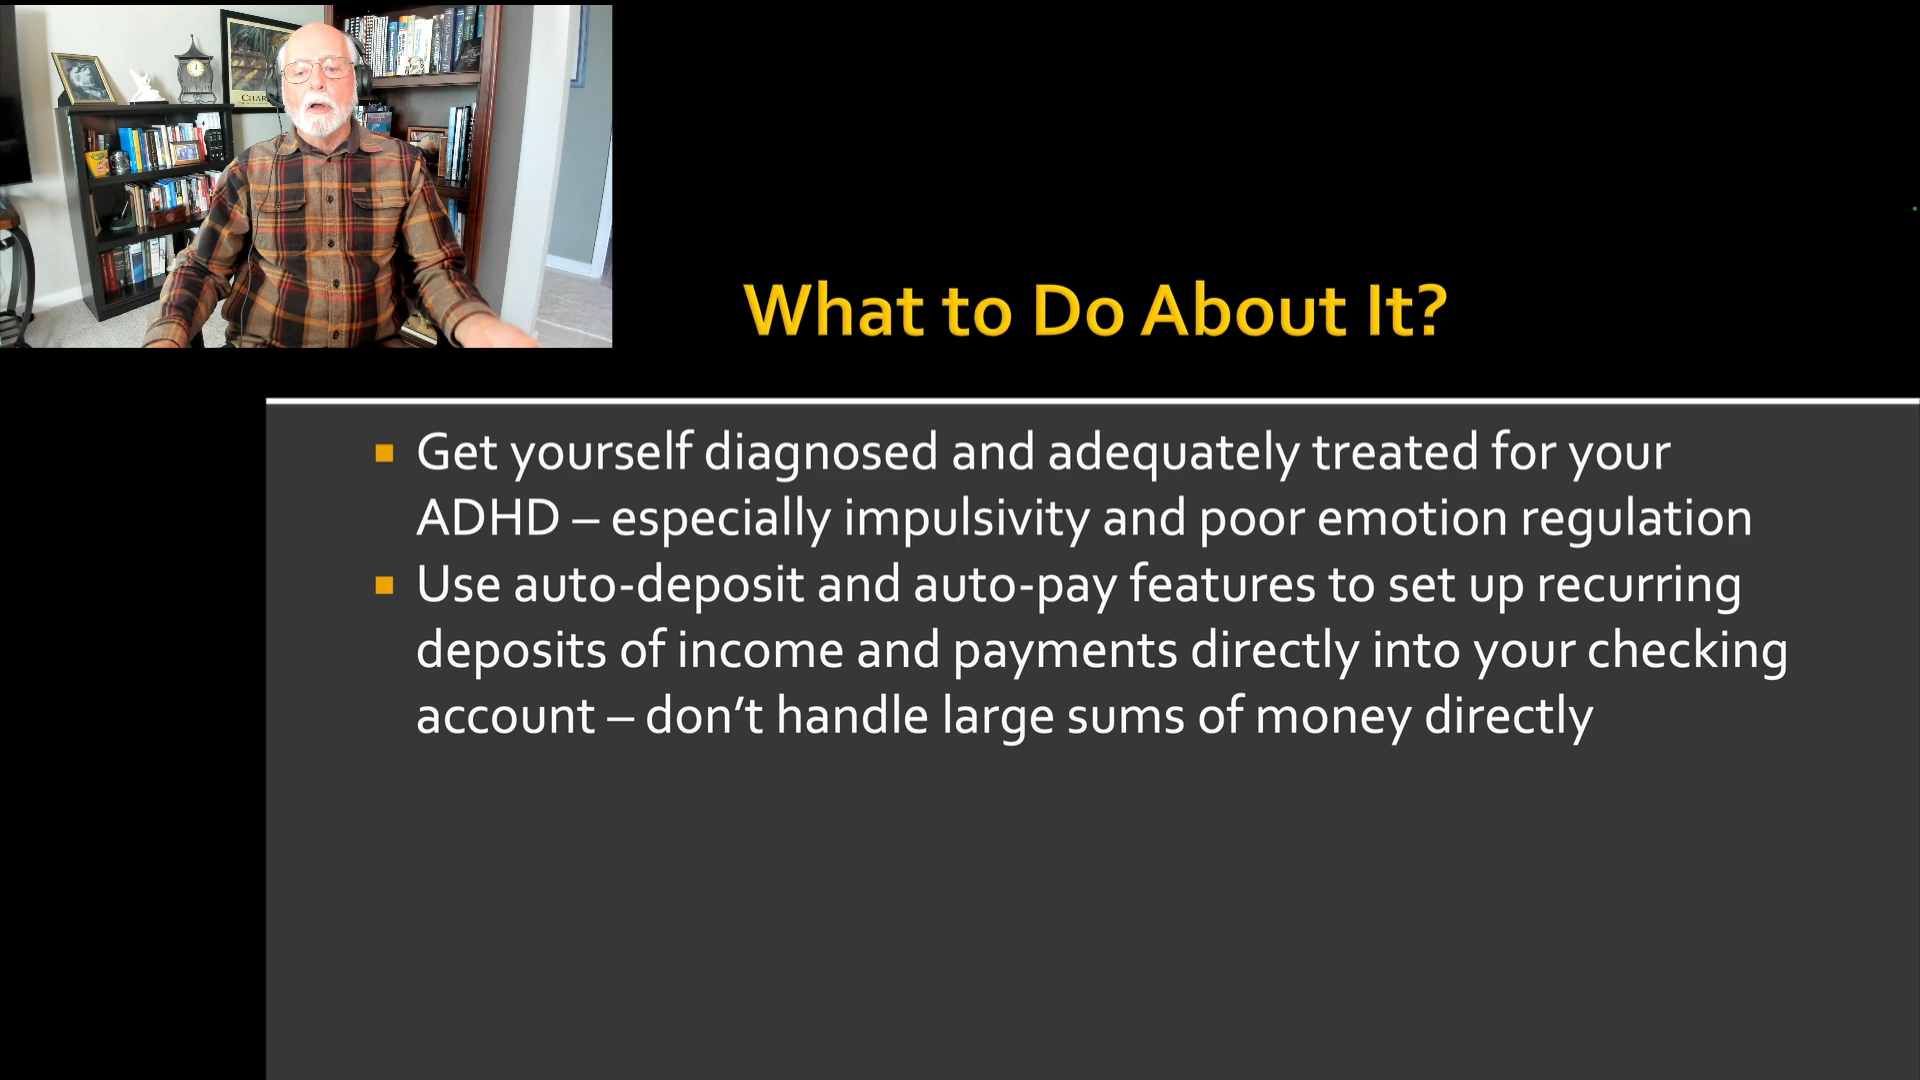 What to Do About It?
Get yourself diagnosed and adequately treated for your
ADHD – especially impulsivity and poor emotion regulation
Use auto-deposit and auto-pay features to set up recurring
deposits of income and payments directly into your checking
account – don’t handle large sums of money directly